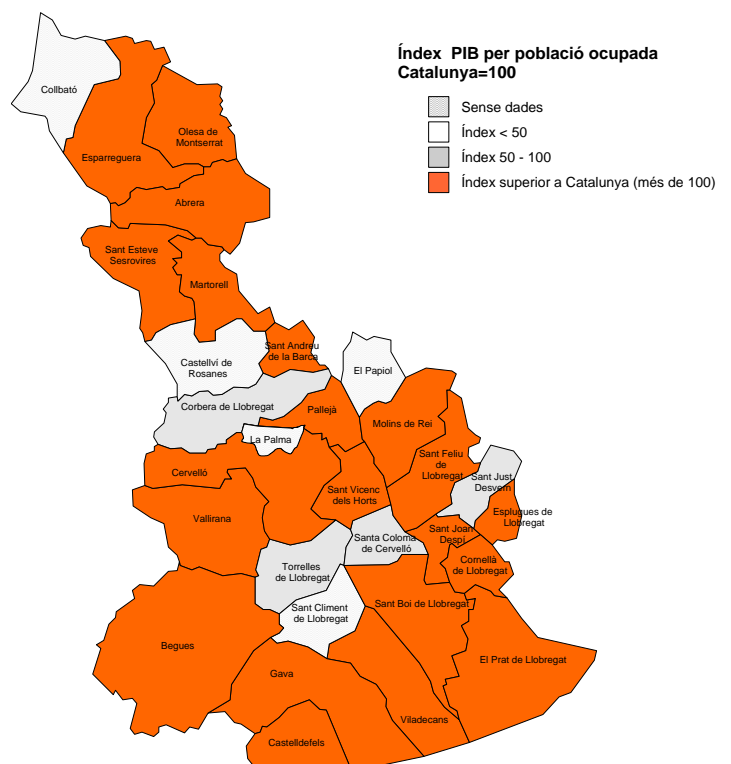 Índex  PIB per població ocupada
Catalunya=100
Sense dades
Índex < 50
Índex 50 - 100
Índex superior a Catalunya (més de 100)
Collbató
Olesa de
Montserrat
Esparreguera
Abrera
Sant Esteve
Sesrovires
Martorell
Sant Andreu
de la Barca
Castellví de
Rosanes
El Papiol
Corbera de Llobregat
Pallejà
Molins de Rei
La Palma
Cervelló
Sant Feliu
de
Llobregat
Sant Just
Desvern
Sant Vicenc
dels Horts
Esplugues de
Llobregat
Vallirana
Sant Joan
Despí
Santa Coloma
de Cervelló
Cornellà
de Llobregat
Torrelles
de Llobregat
Sant Climent
de Llobregat
Sant Boi de Llobregat
Begues
El Prat de Llobregat
Gava
Viladecans
Castelldefels